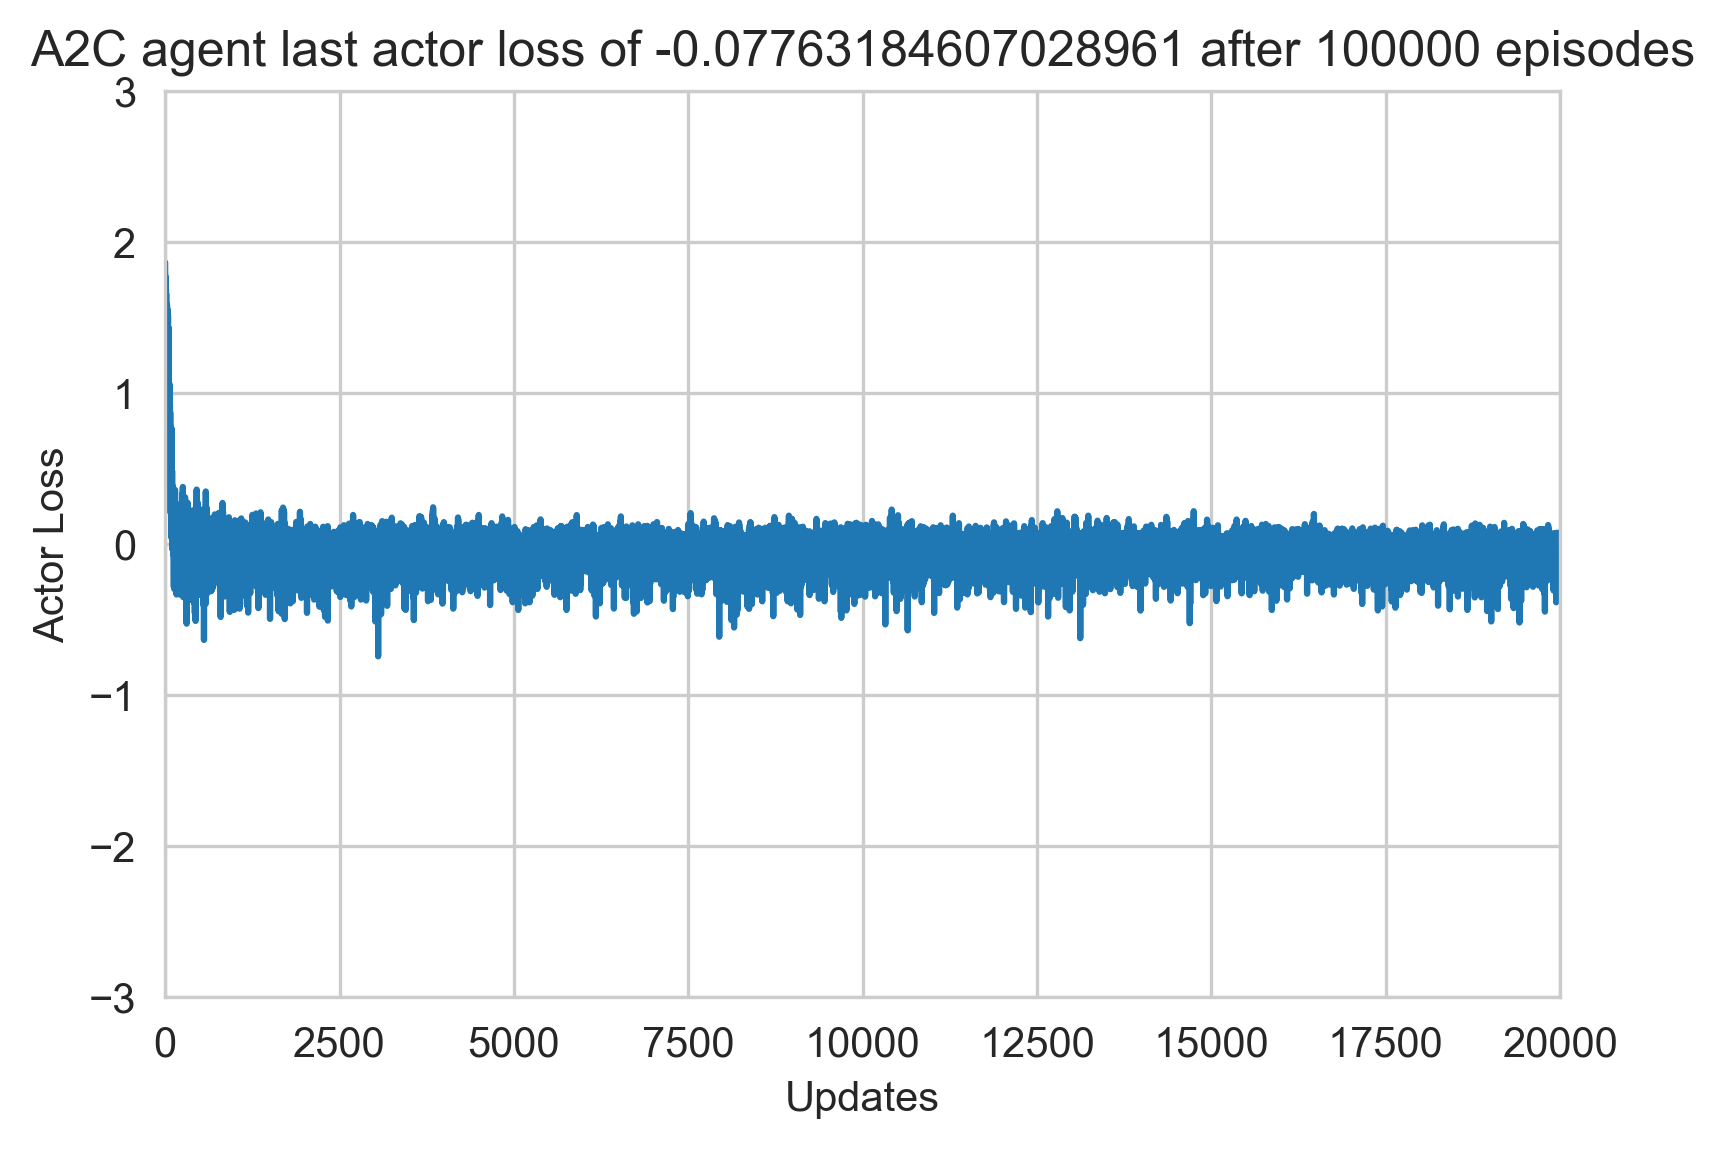 A2C agent last actor loss of -0.07763184607028961 after 100000 episodes
3
2
1
0
−1
−2
−3
Actor Loss
0 2500 5000 7500 10000 12500 15000 17500 20000
Updates